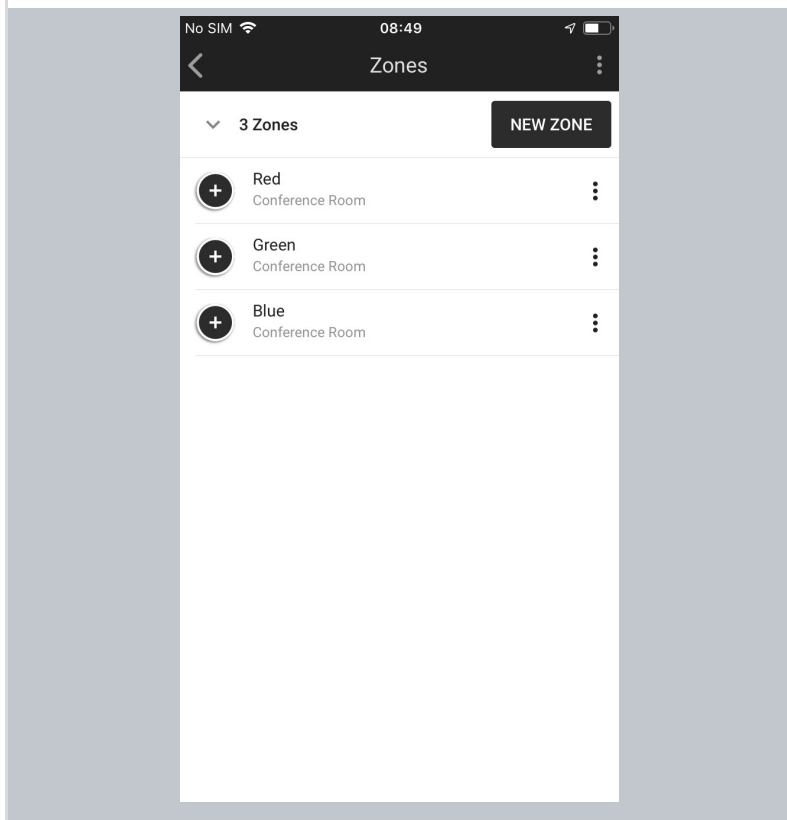 No SIM 08:49
Zones
3 Zones NEW ZONE
Red
Conference Room
Green
Conference Room
Blue
Conference Room